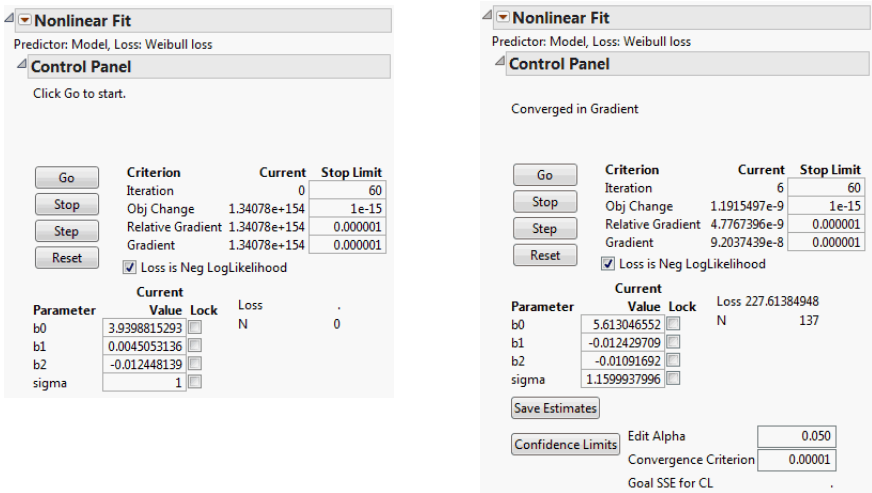 Nonlinear Fit
Predictor: Model, Loss: Weibull loss
Control Panel
Click Go to start.
Go
Stop
Step
Reset
Criterion Current Stop Limit
Iteration 0 60
Obj Change 1.34078e+154 1e-15
Relative Gradient 1.34078e+154 0.000001
Gradient 1.34078e+154 0.000001
Loss is Neg LogLikelihood
Current
Parameter Value Lock
b0 3.9398815293
b1 0.0045053136
b2 -0.012448139
sigma 1
Loss .
N 0
Nonlinear Fit
Predictor: Model, Loss: Weibull loss
Control Panel
Converged in Gradient
Go
Stop
Step
Reset
Criterion Current Stop Limit
Iteration 6 60
Obj Change 1.1915497e-9 1e-15
Relative Gradient 4.7767396e-9 0.000001
Gradient 9.2037439e-8 0.000001
Loss is Neg LogLikelihood
Current
Parameter Value Lock
b0 5.613046552
b1 -0.012429709
b2 -0.01091692
sigma 1.1599937996
Loss 227.61384948
N 137
Save Estimates
Confidence Limits
Edit Alpha 0.050
Convergence Criterion 0.00001
Goal SSE for CL .